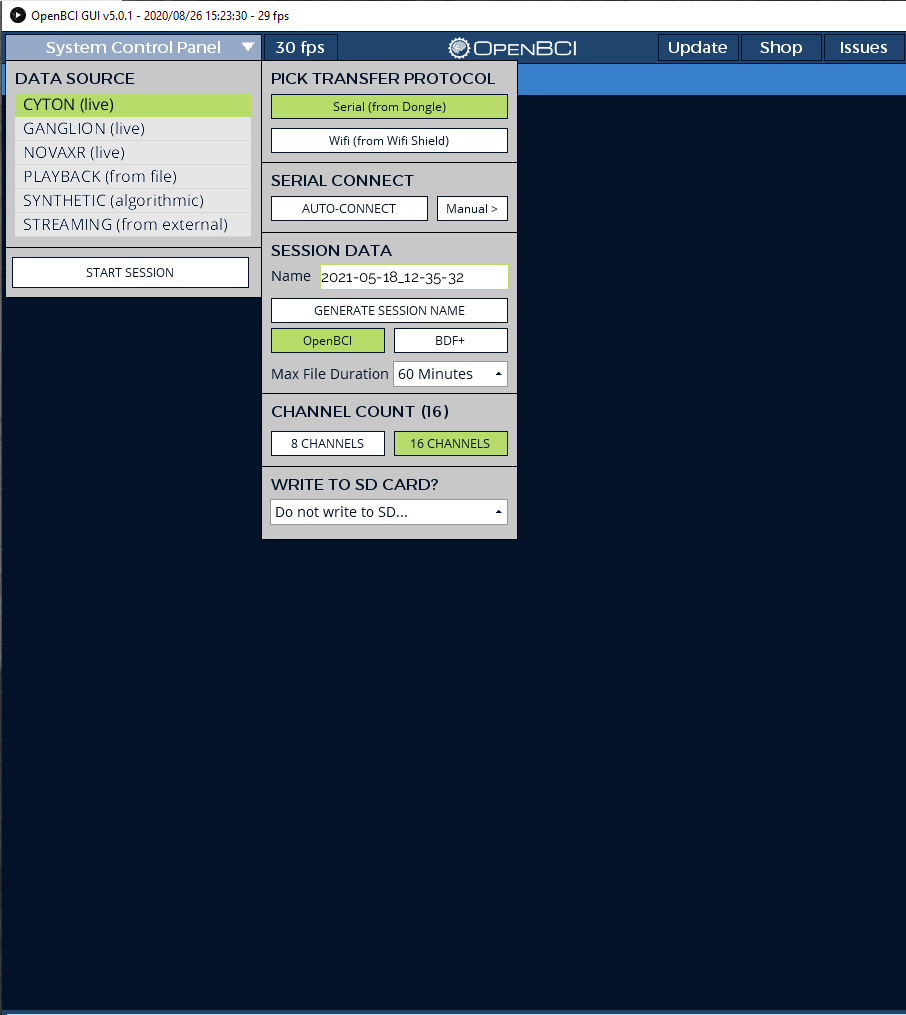 OpenBCI GUI v5.0.1 - 2020/08/26 15:23:30 - 29 fps
System Control Panel 30 fps OPENBCI Update Shop Issues
DATA SOURCE
CYTON (live)
GANGLION (live)
NOVAXR (live)
PLAYBACK (from file)
SYNTHETIC (algorithmic)
STREAMING (from external)
START SESSION
PICK TRANSFER PROTOCOL
Serial (from Dongle)
Wifi (from Wifi Shield)
SERIAL CONNECT
AUTO-CONNECT Manual >
SESSION DATA
Name 2021-05-18_12-35-32
GENERATE SESSION NAME
OpenBCI BDF+
Max File Duration 60 Minutes
CHANNEL COUNT (16)
8 CHANNELS 16 CHANNELS
WRITE TO SD CARD?
Do not write to SD...